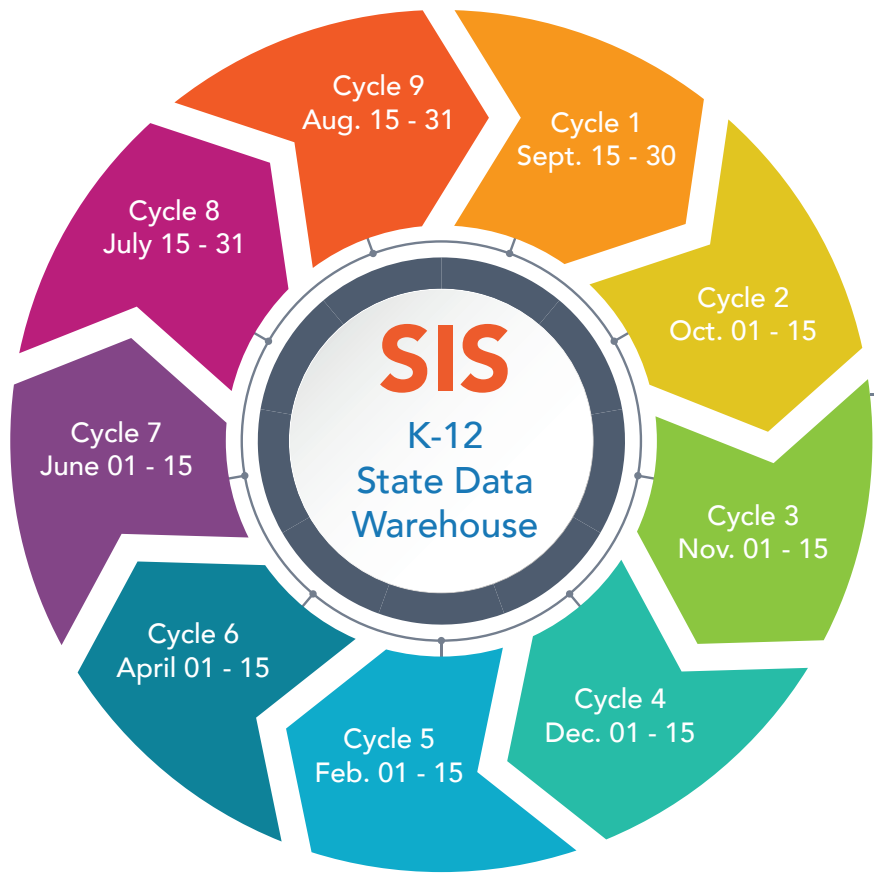 SIS
K-12
State Data
Warehouse
Cycle 1
Sept. 15 - 30
Cycle 2
Oct. 01 - 15
Cycle 3
Nov. 01 - 15
Cycle 4
Dec. 01 - 15
Cycle 5
Feb. 01 - 15
Cycle 6
April 01 - 15
Cycle 7
June 01 - 15
Cycle 8
July 15 - 31
Cycle 9
Aug. 15 - 31